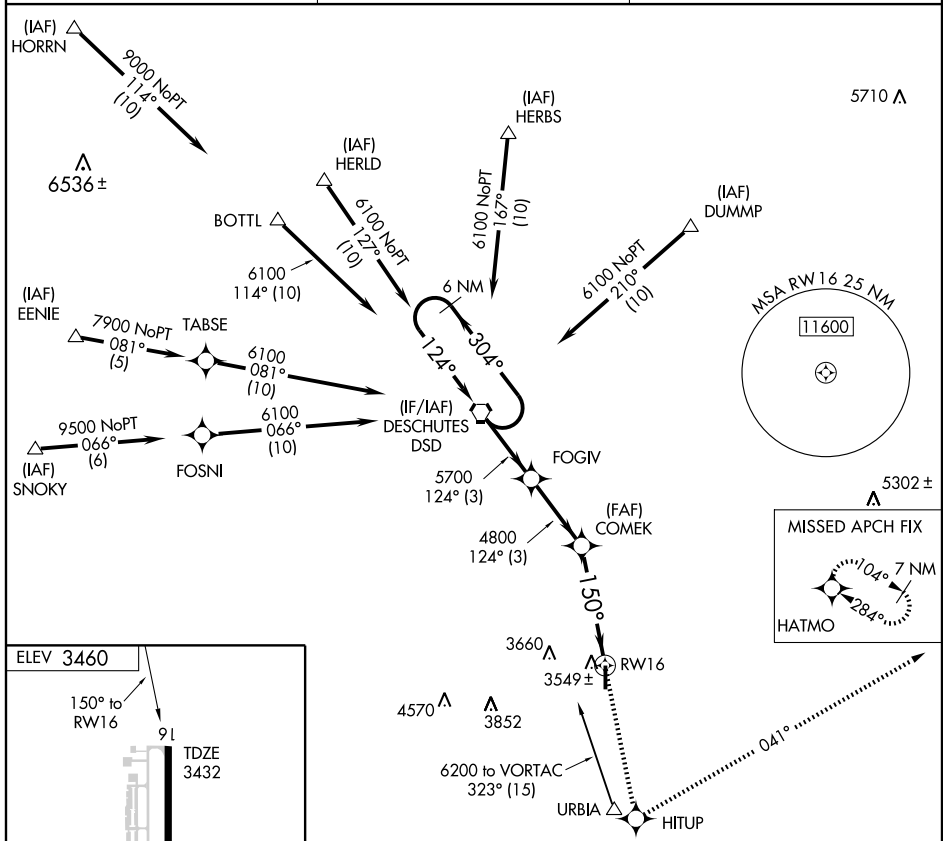 (IAF)
HORRN
9000 NoPT
114°
(10)
6536 ±
(IAF)
HERLD
6100 NoPT
127°
(10)
(IAF)
HERBS
6100 NoPT
167°
(10)
5710
(IAF)
DUMMP
6100 NoPT
210°
(10)
BOTTL
6100
114° (10)
6 NM
304°
124°
MSA RW16 25 NM
11600
(IAF)
EENIE
7900 NoPT
081°
(5)
TABSE
6100
081°
(10)
9500 NoPT
066°
(6)
(IAF)
SNOKY
FOSNI
6100
066°
(10)
(IF/IAF)
DESCHUTES
DSD
5700
124° (3)
FOGIV
4800
124° (3)
(FAF)
COMEK
150°
5302 ±
MISSED APCH FIX
104°
7 NM
284°
HATMO
3660
3549 ±
RW16
4570
3852
6200 to VORTAC
323° (15)
URBIA
HITUP
041°
ELEV 3460
150° to
RW16
16
TDZE
3432